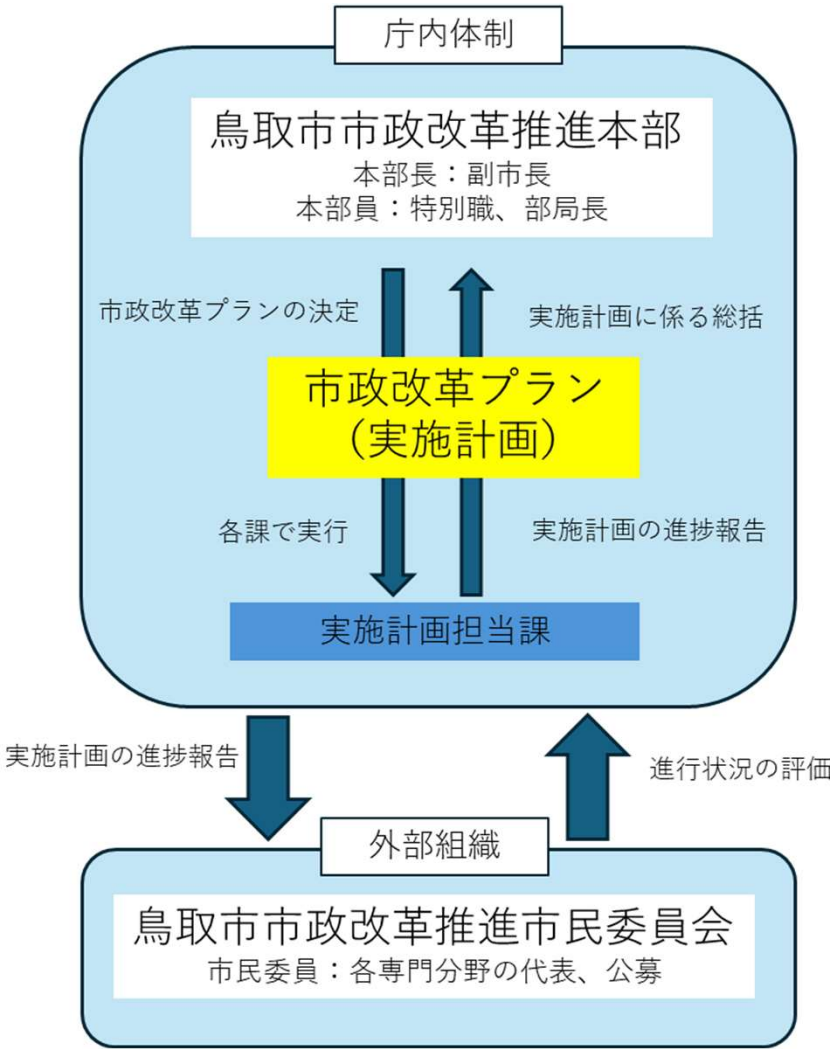 庁内体制
鳥取市市政改革推進本部
本部長：副市長
本部員：特別職、部局長
市政改革プランの決定
実施計画に係る総括
市政改革プラン
（実施計画）
各課で実行
実施計画の進捗報告
実施計画担当課
実施計画の進捗報告
進行状況の評価
外部組織
鳥取市市政改革推進市民委員会
市民委員：各専門分野の代表、公募